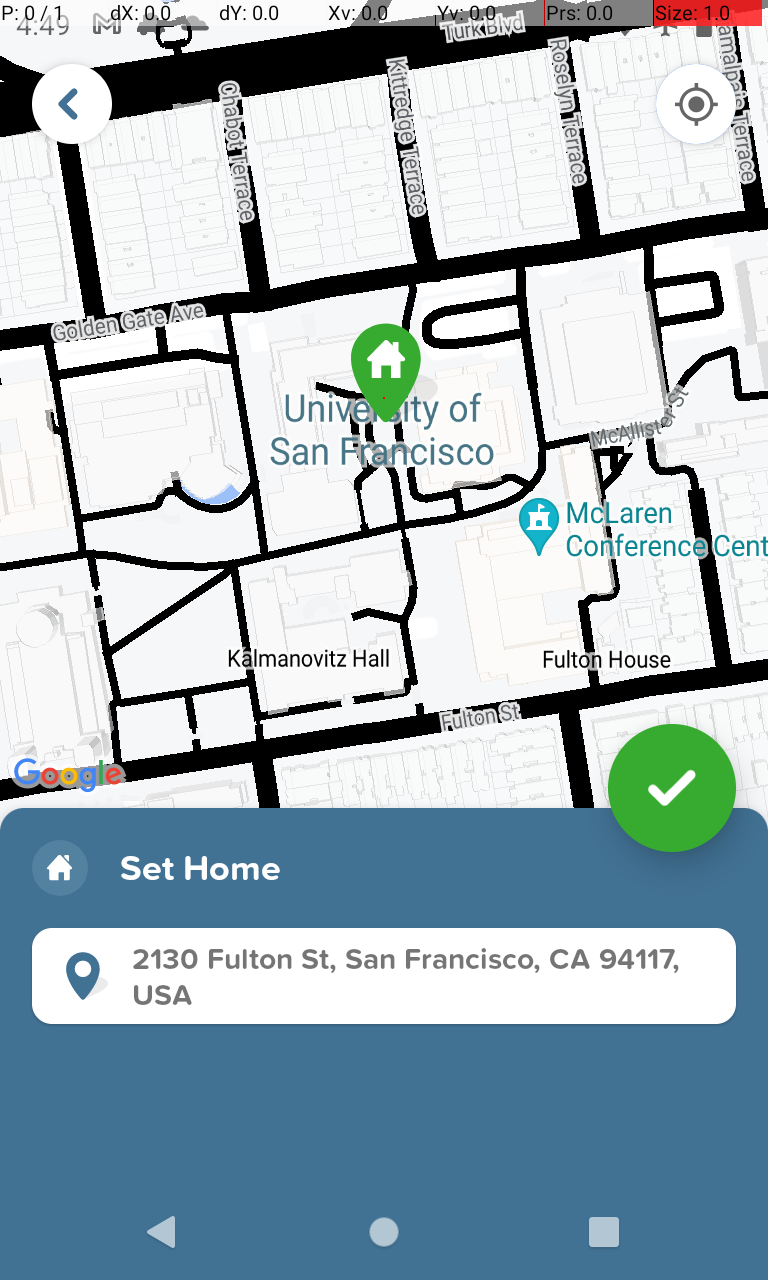 P: 0 / 1 dX: 0.0 dY: 0.0 Xv: 0.0 Yv: 0.0 Prs: 0.0 Size: 1.0
4:49
Turk Blvd
Chabot Terrace
Kittredge Terrace
Roselyn Terrace
Terrace
Golden Gate Ave
University of
San Francisco
McAllister St
McLaren
Conference Cent
Kalmanovitz Hall
Fulton House
Fulton St
Google
Set Home
2130 Fulton St, San Francisco, CA 94117,
USA